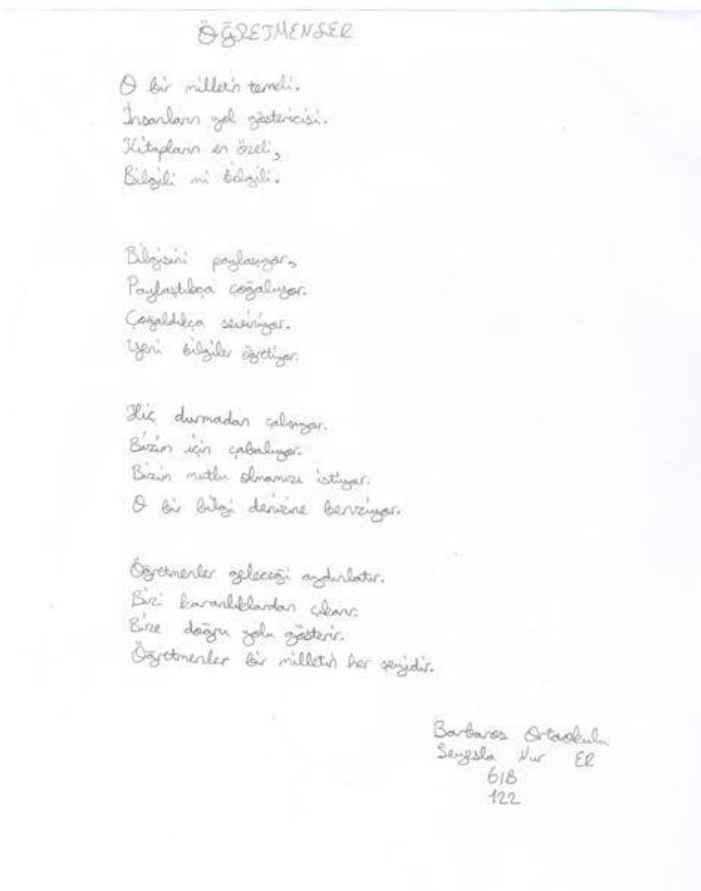 ÖĞRETMENLER
O bir milletin temeli.
İnsanların yol göstericisi.
Kitapların en özeli,
Bilgili mi bilgili.
Bilgisini paylaşıyor,
Paylaştıkça çoğalıyor.
Çoğaldıkça seviniyor.
Yeni bilgiler öğretiyor.
Hiç durmadan çalışıyor.
Bizim için çabalıyor.
Bizim mutlu olmamızı istiyor.
O bir bilgi denizine benziyor.
Öğretmenler geleceği aydınlatır.
Bizi karanlıklardan çıkarır.
Bize doğru yolu gösterir.
Öğretmenler bir milletin her şeyidir.
Barbaros Ortaokulu
Nur ER
6/B
122